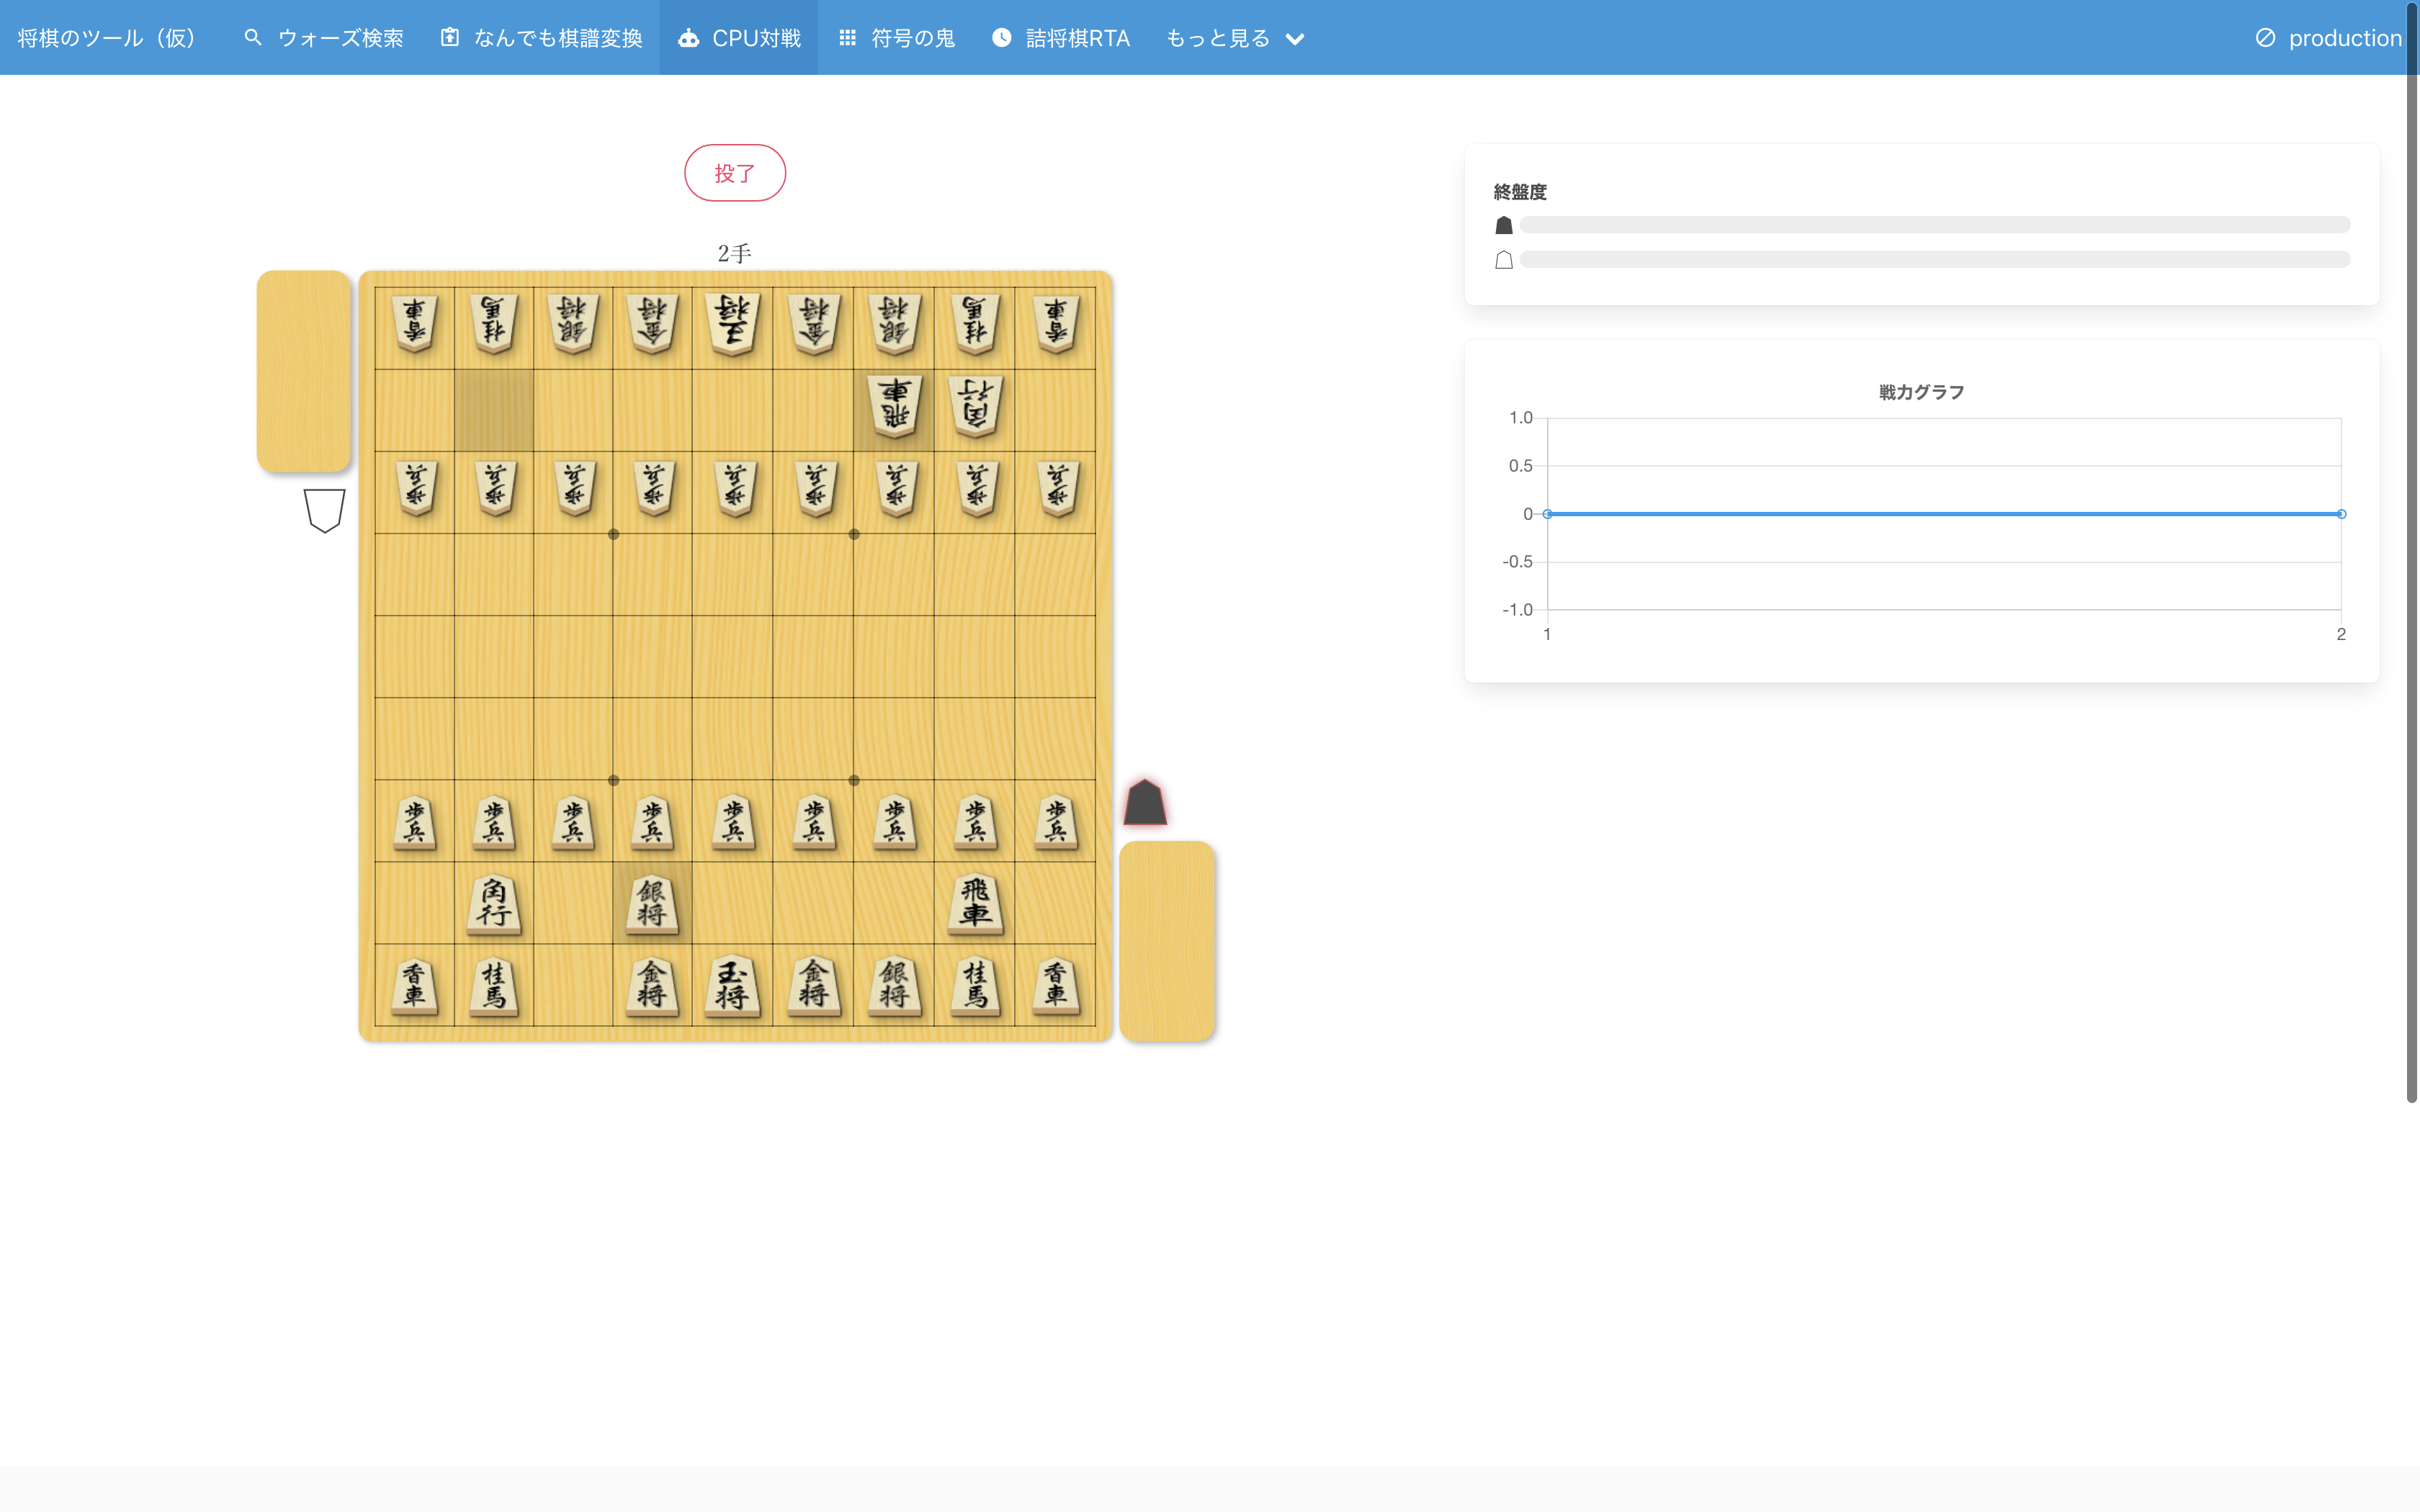 将棋のツール（仮） ウォーズ検索 なんでも棋譜変換 CPU対戦 符号の鬼 詰将棋RTA もっと見る production
投了
2手
香車 桂馬 銀将 金将 王将 金将 銀将 桂馬 香車
飛車 角行
歩兵 歩兵 歩兵 歩兵 歩兵 歩兵 歩兵 歩兵 歩兵
歩兵 歩兵 歩兵 歩兵 歩兵 歩兵 歩兵 歩兵 歩兵
角行 銀将 飛車
香車 桂馬 金将 玉将 金将 銀将 桂馬 香車
終盤度
戦力グラフ
1.0
0.5
0
-0.5
-1.0
1 2